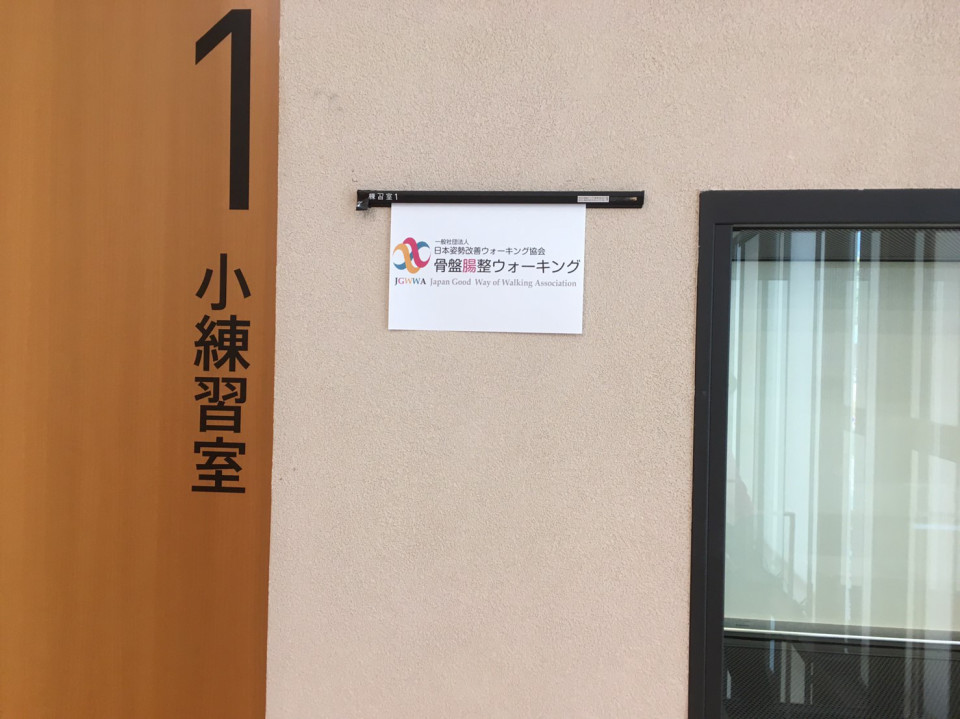 1
小練習室
練習室1
一般社団法人
日本姿勢改善ウォーキング協会
骨盤腸整ウォーキング
JGWWA Japan Good Way of Walking Association